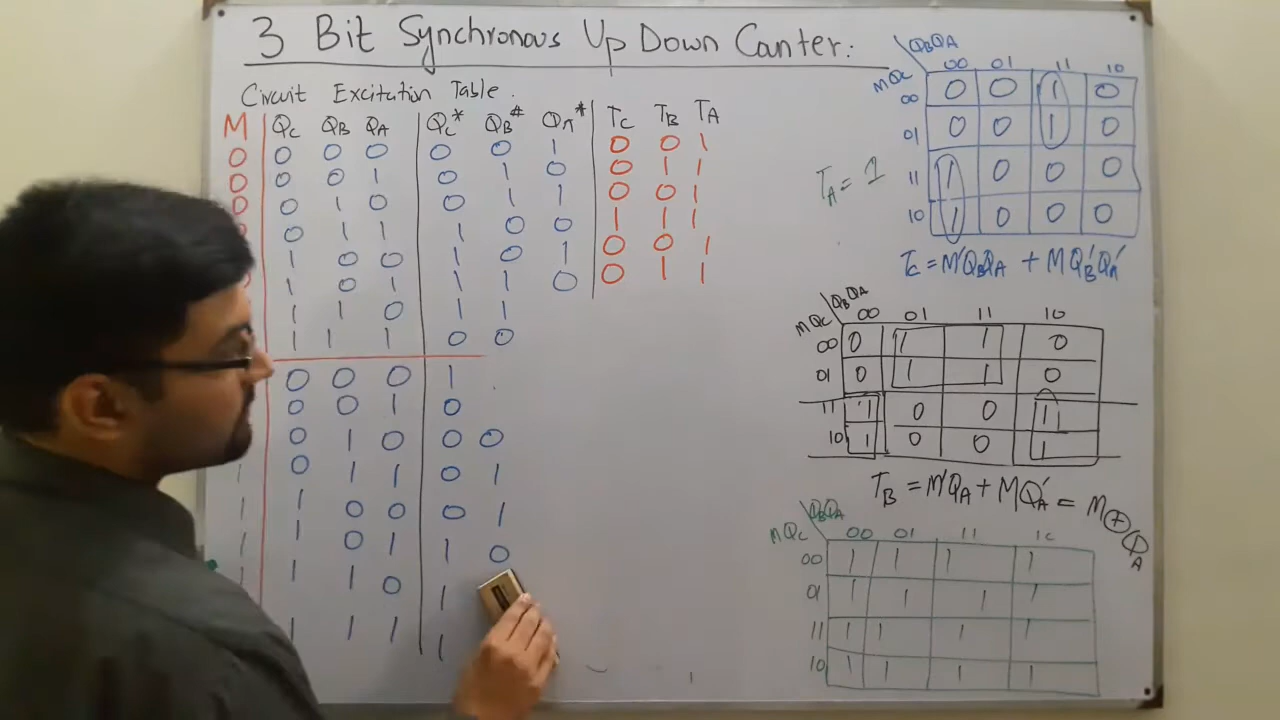 3 Bit Synchronous Up Down Canter:
Circuit Excitation Table.
M QC QB QA QC* QB* QA* TC TB TA
0 0 0 0 0 0 1 0 0 1
0 0 0 1 0 1 0 0 1 1
0 0 1 0 0 1 1 0 0 1
0 1 1 1 0 0 1 1 1
1 0 0 1 0 1 0 0 1
1 0 1 1 1 0 0 1 1
1 1 0 1 1
1 1 1 0 0
0 0 0 1
0 0 1 0
0 1 0 0 0
1 0 1 1 0 1
1 1 0 0 0 1
1 1 0 1 1 0
1 1 1 0 1
1 1 1 1
QBQA
MQC 00 01 11 10
00 0 0 1 0
01 0 0 1 0
11 1 0 0 0
10 1 0 0 0
TA = 1
TC = M'QBQA + MQB'QA'
QBQA
MQC 00 01 11 10
00 0 1 1 0
01 0 1 1 0
11 1 0 0 1
10 1 0 0 1
TB = M'QA + MQA' = M ⊕ QA
QBQA
MQC 00 01 11 10
00 1 1 1 1
01 1 1 1 1
11 1 1 1 1
10 1 1 1 1